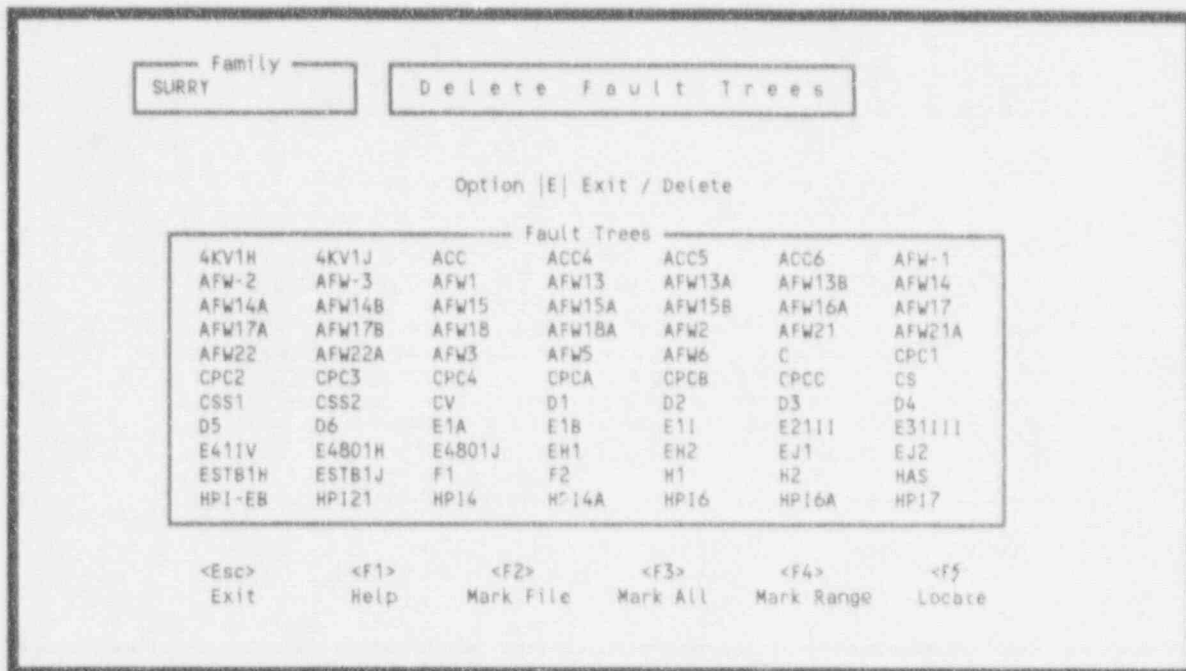 Family
SURRY
Delete Fault Trees
Option |E| Exit / Delete
Fault Trees
4KV1H 4KV1J ACC ACC4 ACC5 ACC6 AFW-1
AFW-2 AFW-3 AFW1 AFW13 AFW13A AFW13B AFW14
AFW14A AFW14B AFW15 AFW15A AFW15B AFW16A AFW17
AFW17A AFW17B AFW18 AFW18A AFW2 AFW21 AFW21A
AFW22 AFW22A AFW3 AFW5 AFW6 C CPC1
CPC2 CPC3 CPC4 CPCA CPCB CPCC CS
CSS1 CSS2 CV D1 D2 D3 D4
D5 D6 E1A E1B E1I E21II E31III
E41IV E4801H E4801J EH1 EH2 EJ1 EJ2
ESTB1H ESTB1J F1 F2 H1 H2 HAS
HPI-EB HPI21 HPI4 HPI4A HPI6 HPI6A HPI7
<Esc> <F1> <F2> <F3> <F4> <F5
Exit Help Mark File Mark All Mark Range Locate